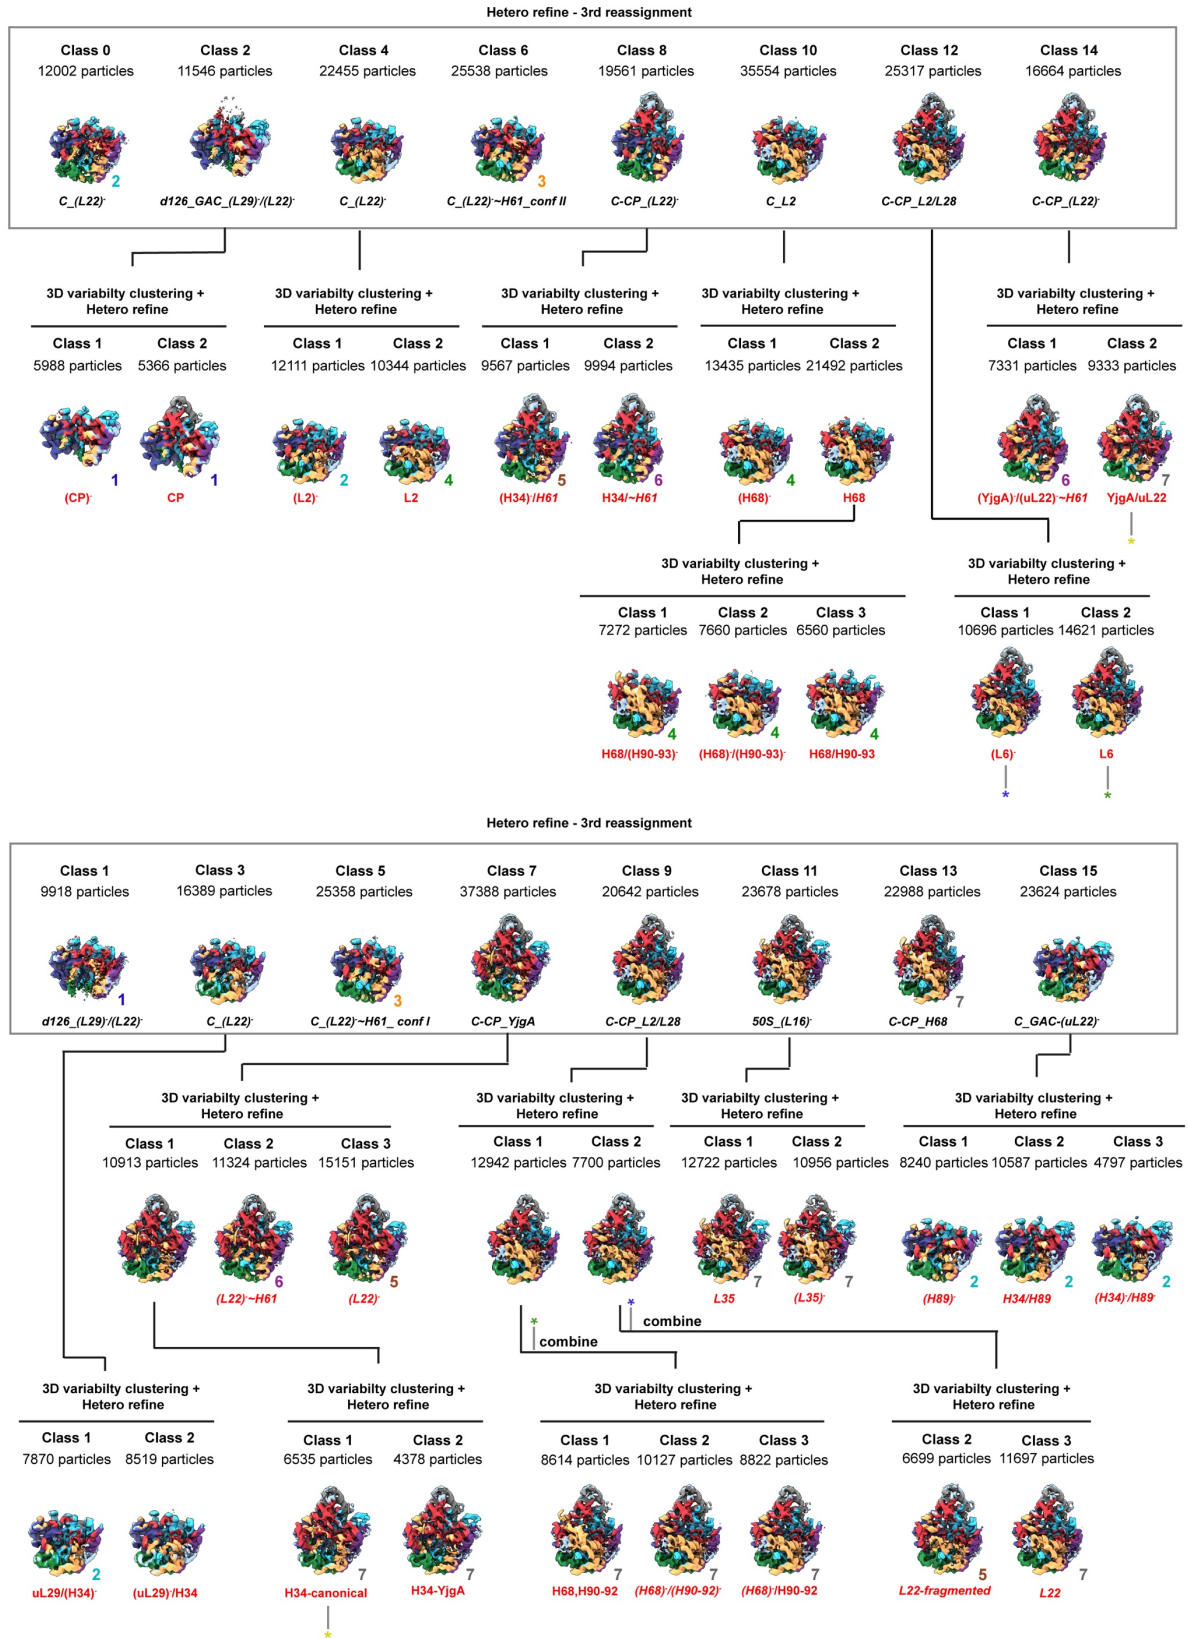 Hetero refine - 3rd reassignment
Class 0 Class 2 Class 4 Class 6 Class 8 Class 10 Class 12 Class 14
12002 particles 11546 particles 22455 particles 25538 particles 19561 particles 35554 particles 25317 particles 16664 particles
2 3
C_(L22)- d126_GAC_(L29)-/(L22)- C_(L22)- C_(L22)-~H61_conf II C-CP_(L22)- C_L2 C-CP_L2/L28 C-CP_(L22)-
3D variabilty clustering + 3D variabilty clustering + 3D variabilty clustering + 3D variabilty clustering + 3D variabilty clustering +
Hetero refine Hetero refine Hetero refine Hetero refine Hetero refine
Class 1 Class 2 Class 1 Class 2 Class 1 Class 2 Class 1 Class 2 Class 1 Class 2
5988 particles 5366 particles 12111 particles 10344 particles 9567 particles 9994 particles 13435 particles 21492 particles 7331 particles 9333 particles
1 1 2 4 5 6 4 6 7
(CP)- CP (L2)- L2 (H34)-/H61 H34/~H61 (H68)- H68 (YjgA)-/(uL22)-~H61 YjgA/uL22
*
3D variabilty clustering + 3D variabilty clustering +
Hetero refine Hetero refine
Class 1 Class 2 Class 3 Class 1 Class 2
7272 particles 7660 particles 6560 particles 10696 particles 14621 particles
4 4 4
H68/(H90-93)- (H68)-/(H90-93)- H68/H90-93 (L6)- L6
* *
Hetero refine - 3rd reassignment
Class 1 Class 3 Class 5 Class 7 Class 9 Class 11 Class 13 Class 15
9918 particles 16389 particles 25358 particles 37388 particles 20642 particles 23678 particles 22988 particles 23624 particles
1 3 7
d126_(L29)-/(L22)- C_(L22)- C_(L22)-~H61_ conf I C-CP_YjgA C-CP_L2/L28 50S_(L16)- C-CP_H68 C_GAC-(uL22)-
3D variabilty clustering + 3D variabilty clustering + 3D variabilty clustering + 3D variabilty clustering +
Hetero refine Hetero refine Hetero refine Hetero refine
Class 1 Class 2 Class 3 Class 1 Class 2 Class 1 Class 2 Class 1 Class 2 Class 3
10913 particles 11324 particles 15151 particles 12942 particles 7700 particles 12722 particles 10956 particles 8240 particles 10587 particles 4797 particles
6 5 7 7 2 2 2
(L22)-~H61 (L22)- L35 (L35)- (H89)- H34/H89 (H34)-/H89-
* combine
* combine
3D variabilty clustering + 3D variabilty clustering + 3D variabilty clustering + 3D variabilty clustering +
Hetero refine Hetero refine Hetero refine Hetero refine
Class 1 Class 2 Class 1 Class 2 Class 1 Class 2 Class 3 Class 2 Class 3
7870 particles 8519 particles 6535 particles 4378 particles 8614 particles 10127 particles 8822 particles 6699 particles 11697 particles
2 7 7 7 7 7 5 7
uL29/(H34)- (uL29)-/H34 H34-canonical H34-YjgA H68,H90-92 (H68)-/(H90-92)- (H68)-/H90-92 L22-fragmented L22
*